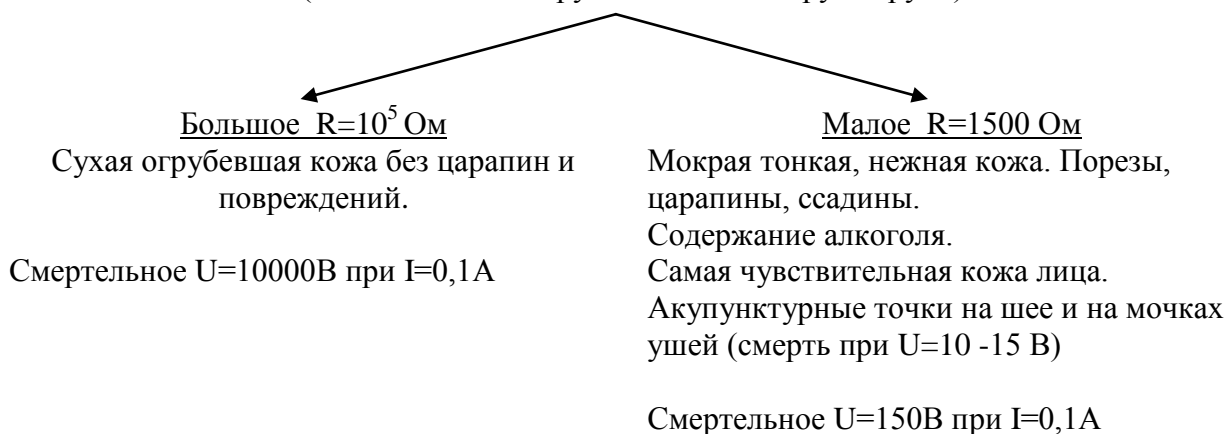 Большое R=10⁵ Ом
Сухая огрубевшая кожа без царапин и
повреждений.
Смертельное U=10000В при I=0,1А
Малое R=1500 Ом
Мокрая тонкая, нежная кожа. Порезы,
царапины, ссадины.
Содержание алкоголя.
Самая чувствительная кожа лица.
Акупунктурные точки на шее и на мочках
ушей (смерть при U=10 -15 В)
Смертельное U=150В при I=0,1А